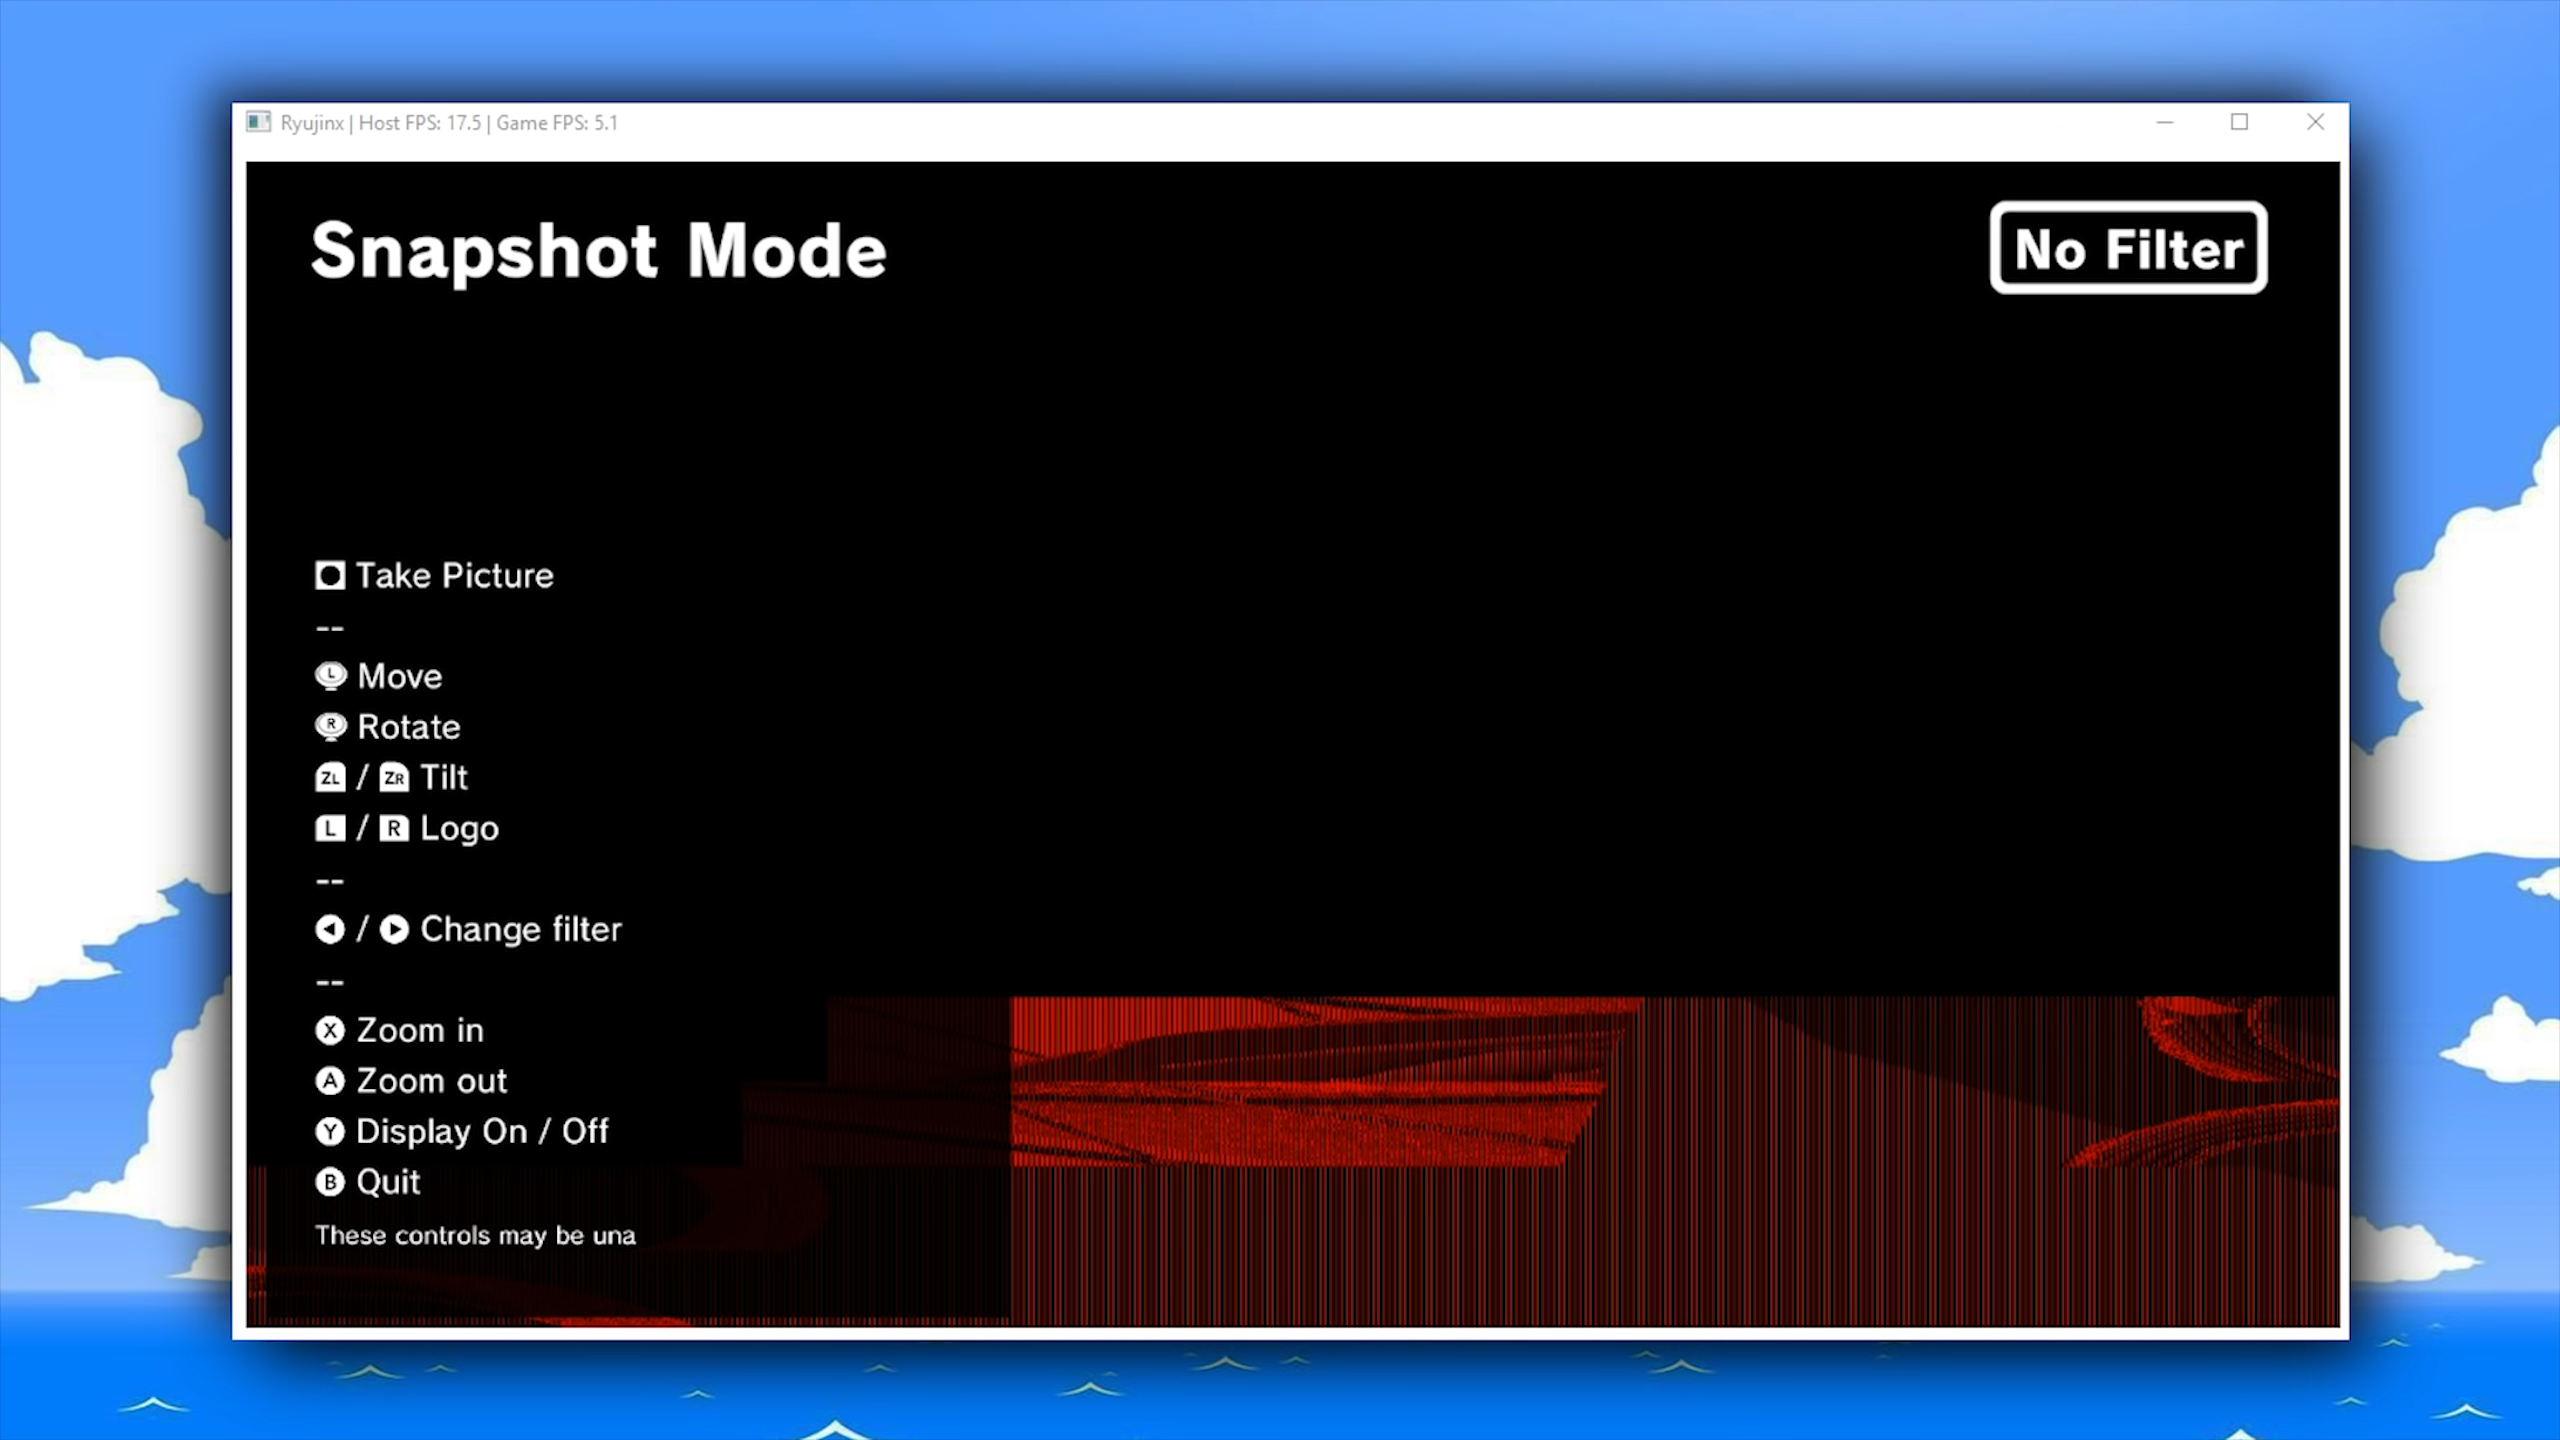 Ryujinx | Host FPS: 17.5 | Game FPS: 5.1
Snapshot Mode
No Filter
Take Picture
--
L Move
R Rotate
ZL / ZR Tilt
L / R Logo
--
/ Change filter
--
X Zoom in
A Zoom out
Y Display On / Off
B Quit
These controls may be una